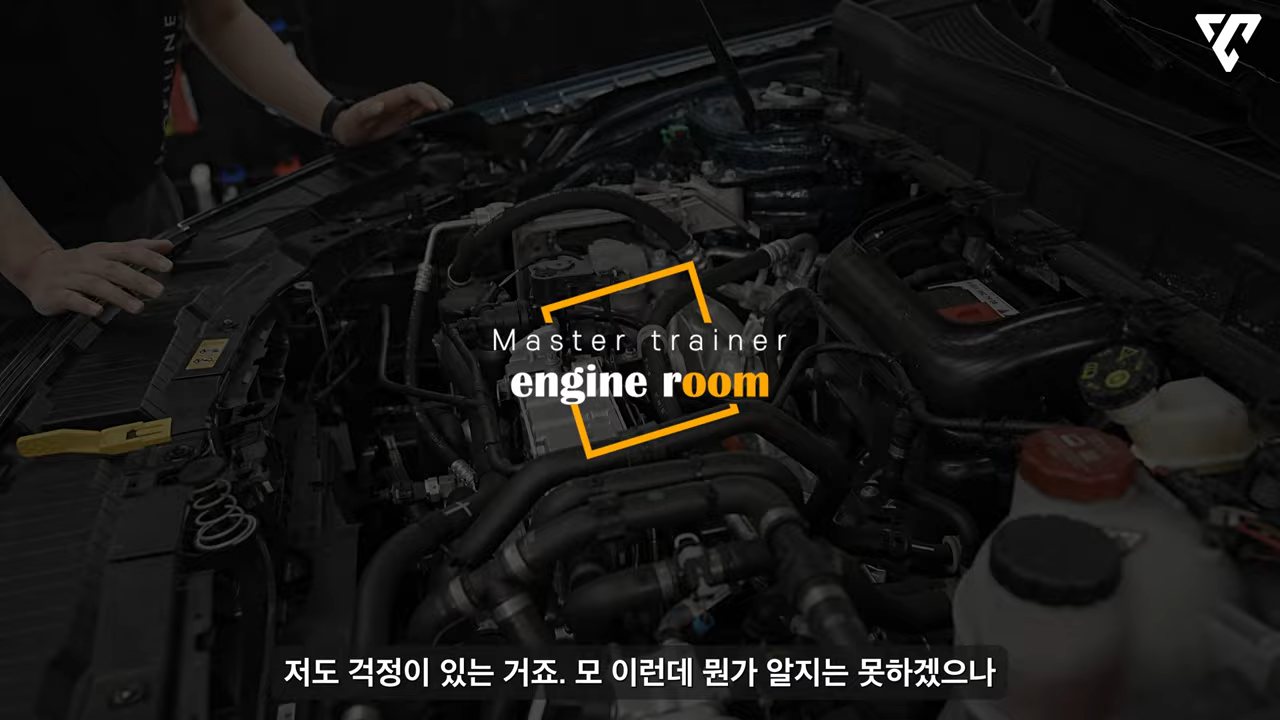 Master trainer
engine room
저도 걱정이 있는 거죠. 모 이런데 뭔가 알지는 못하겠으나